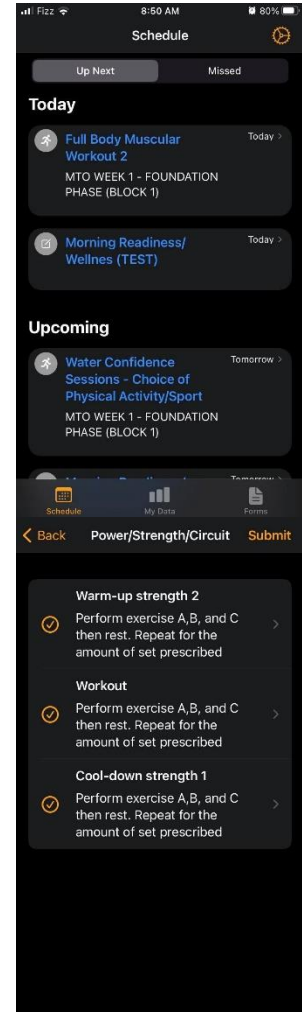 Fizz
8:50 AM
80%
Schedule
Up Next
Missed
Today
Full Body Muscular
Workout 2
Today
MTO WEEK 1 - FOUNDATION
PHASE (BLOCK 1)
Morning Readiness/
Wellnes (TEST)
Today
Upcoming
Water Confidence
Sessions - Choice of
Physical Activity/Sport
Tomorrow
MTO WEEK 1 - FOUNDATION
PHASE (BLOCK 1)
Schedule
My Data
Forms
Back
Power/Strength/Circuit
Submit
Warm-up strength 2
Perform exercise A,B, and C
then rest. Repeat for the
amount of set prescribed
Workout
Perform exercise A,B, and C
then rest. Repeat for the
amount of set prescribed
Cool-down strength 1
Perform exercise A,B, and C
then rest. Repeat for the
amount of set prescribed